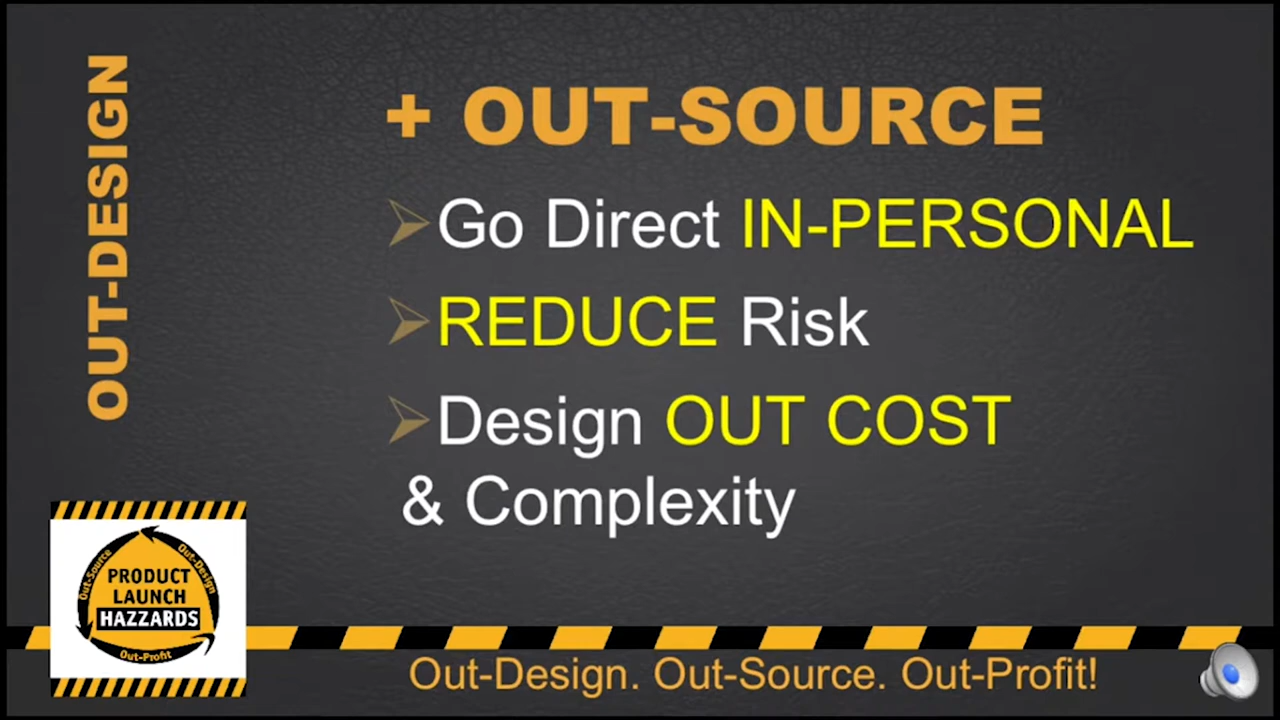 OUT-DESIGN
+ OUT-SOURCE
Go Direct IN-PERSONAL
REDUCE Risk
Design OUT COST
& Complexity
Out-Source
Out-Design
PRODUCT
LAUNCH
HAZZARDS
Out-Profit
Out-Design. Out-Source. Out-Profit!